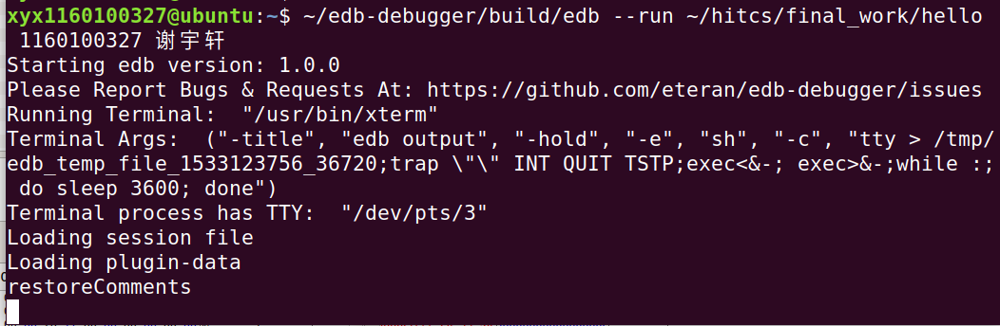 xyx1160100327@ubuntu:~$ ~/edb-debugger/build/edb --run ~/hitcs/final_work/hello
 1160100327 谢宇轩
Starting edb version: 1.0.0
Please Report Bugs & Requests At: https://github.com/eteran/edb-debugger/issues
Running Terminal:  "/usr/bin/xterm"
Terminal Args:  ("-title", "edb output", "-hold", "-e", "sh", "-c", "tty > /tmp/
edb_temp_file_1533123756_36720;trap \"\" INT QUIT TSTP;exec<&-; exec>&-;while :;
 do sleep 3600; done")
Terminal process has TTY:  "/dev/pts/3"
Loading session file
Loading plugin-data
restoreComments